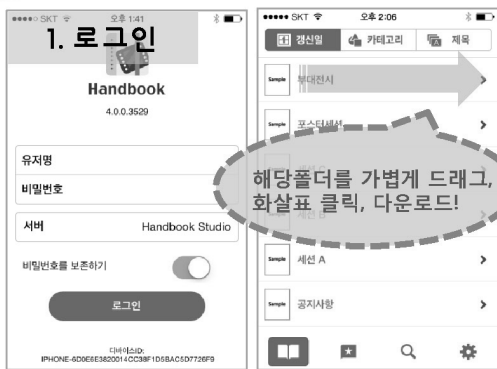 SKT 오후 1:41
1. 로그인
Handbook
4.0.0.3529
유저명
비밀번호
서버 Handbook Studio
비밀번호를 보존하기
로그인
디바이스ID:
IPHONE-6D0E6E3820014CC38F1D5BAC5D7726F9
SKT 오후 2:06
갱신일 카테고리 제목
Sample 부대전시
Sample 포스터세션
해당폴더를 가볍게 드래그,
화살표 클릭, 다운로드!
Sample 세션 A
Sample 공지사항